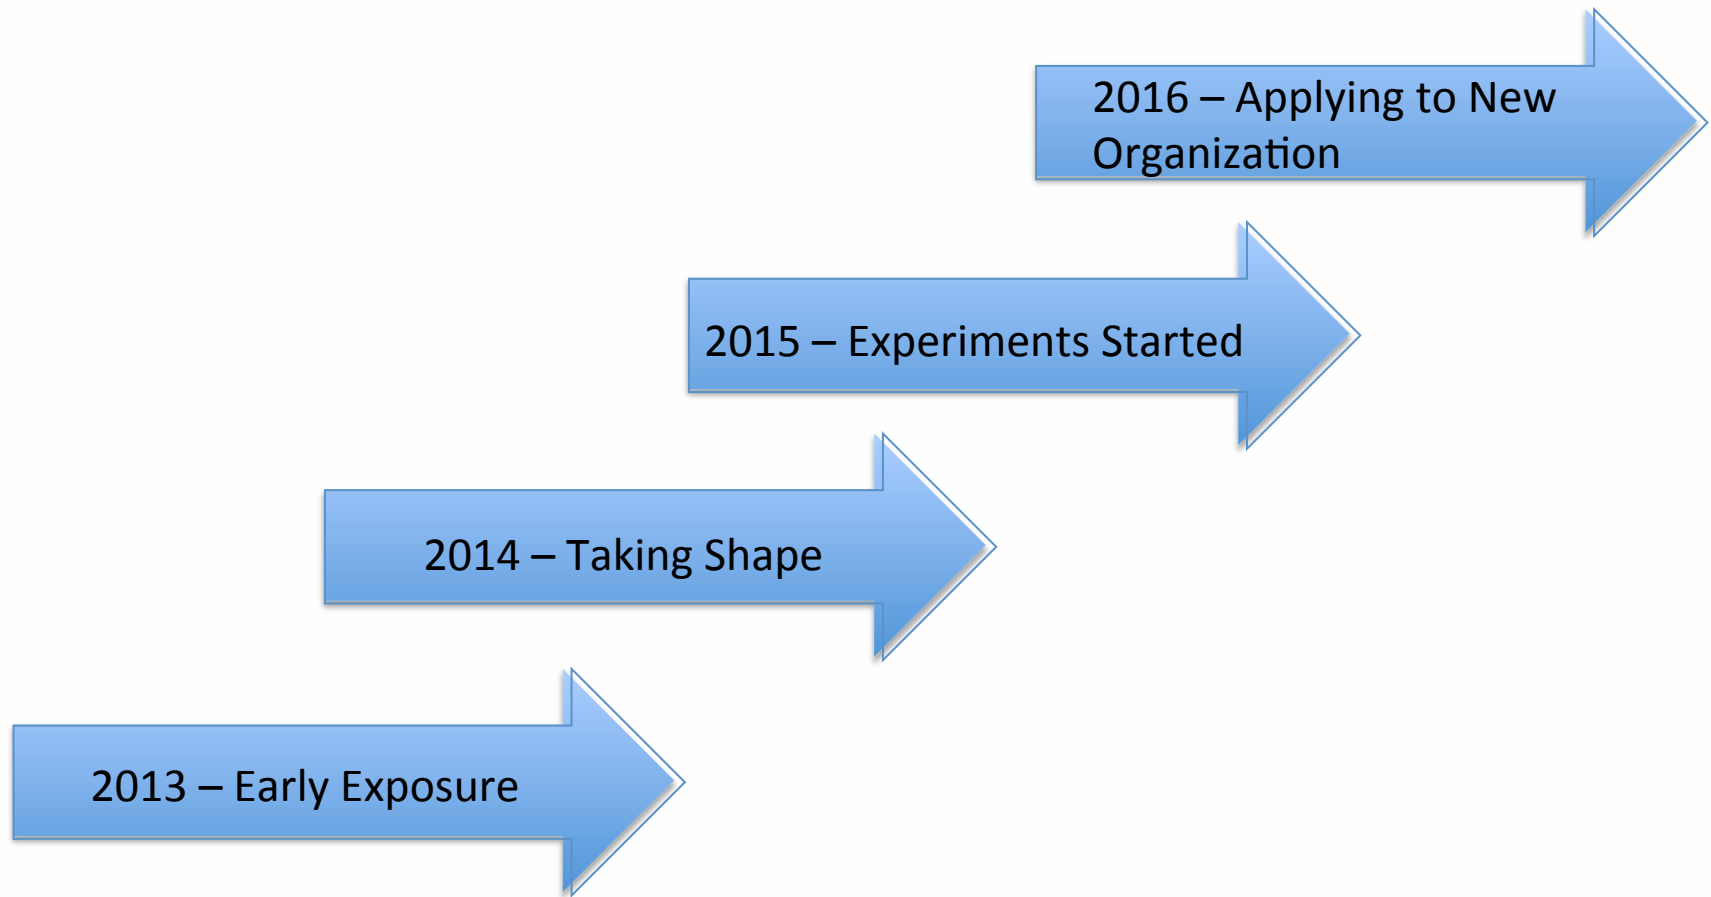 2016 – Applying to New
Organization
2015 – Experiments Started
2014 – Taking Shape
2013 – Early Exposure